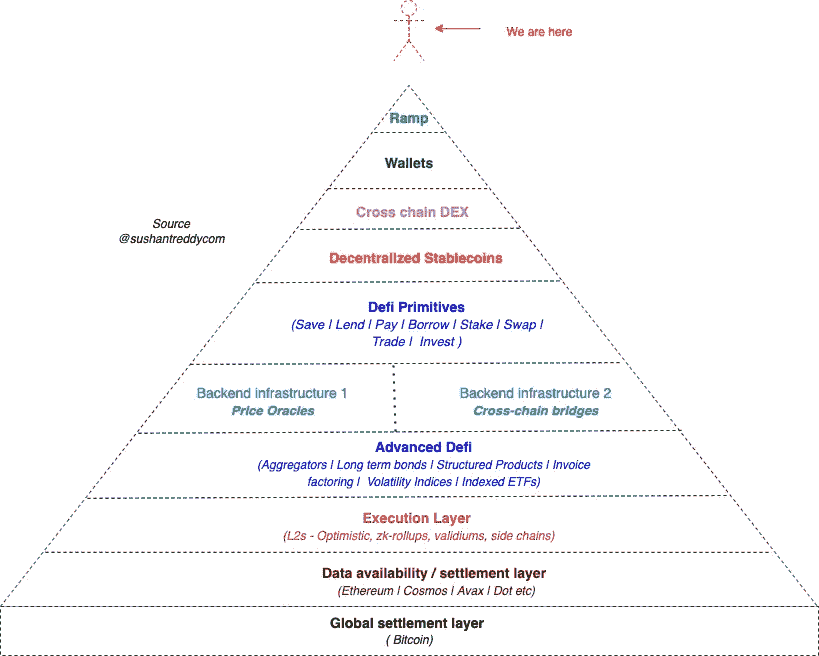 We are here
Ramp
Wallets
Source
@sushantreddycom
Cross chain DEX
Decentralized Stablecoins
Defi Primitives
(Save | Lend | Pay | Borrow | Stake | Swap |
Trade | Invest )
Backend infrastructure 1
Price Oracles
Backend infrastructure 2
Cross-chain bridges
Advanced Defi
(Aggregators | Long term bonds | Structured Products | Invoice
factoring | Volatility Indices | Indexed ETFs)
Execution Layer
(L2s - Optimistic, zk-rollups, validiums, side chains)
Data availability / settlement layer
(Ethereum | Cosmos | Avax | Dot etc)
Global settlement layer
( Bitcoin)